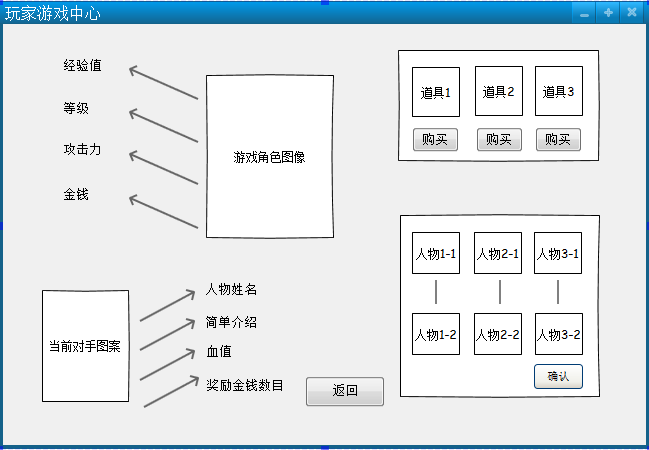 玩家游戏中心
经验值
等级
攻击力
金钱
游戏角色图像
道具1
道具2
道具3
购买
购买
购买
人物1-1
人物2-1
人物3-1
人物1-2
人物2-2
人物3-2
确认
当前对手图案
人物姓名
简单介绍
血值
奖励金钱数目
返回